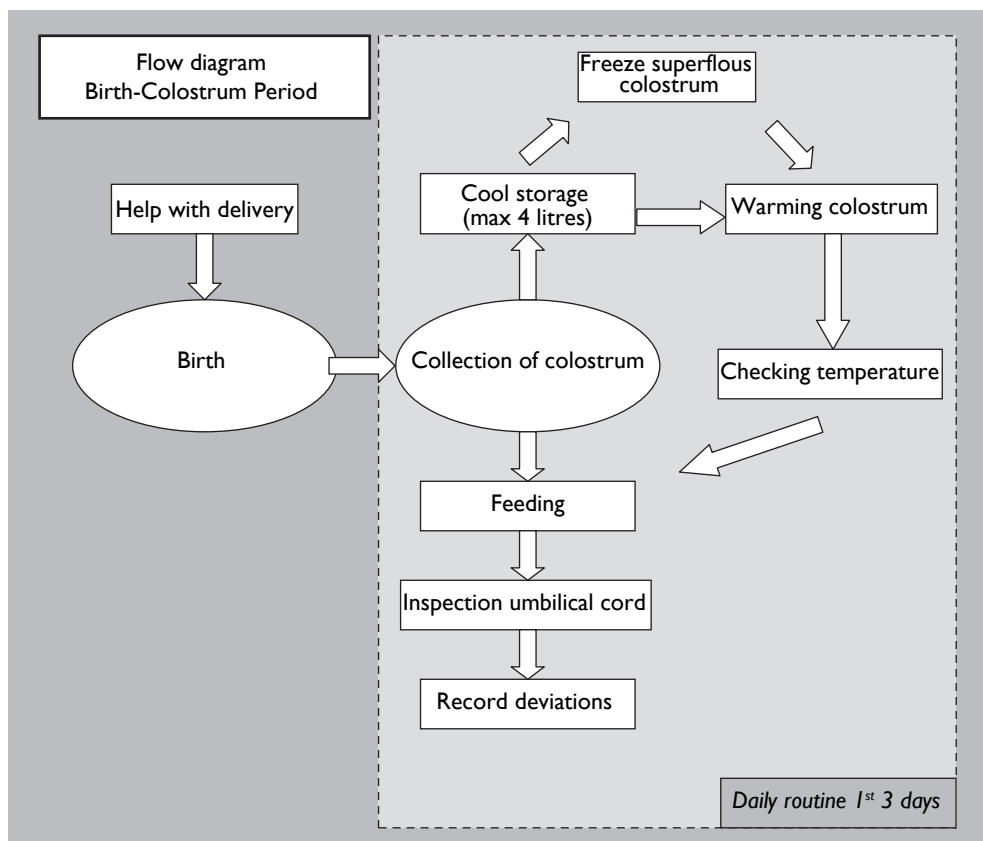 Flow diagram
Birth-Colostrum Period
Freeze superflous
colostrum
Help with delivery
Cool storage
(max 4 litres)
Warming colostrum
Birth
Collection of colostrum
Checking temperature
Feeding
Inspection umbilical cord
Record deviations
Daily routine 1st 3 days